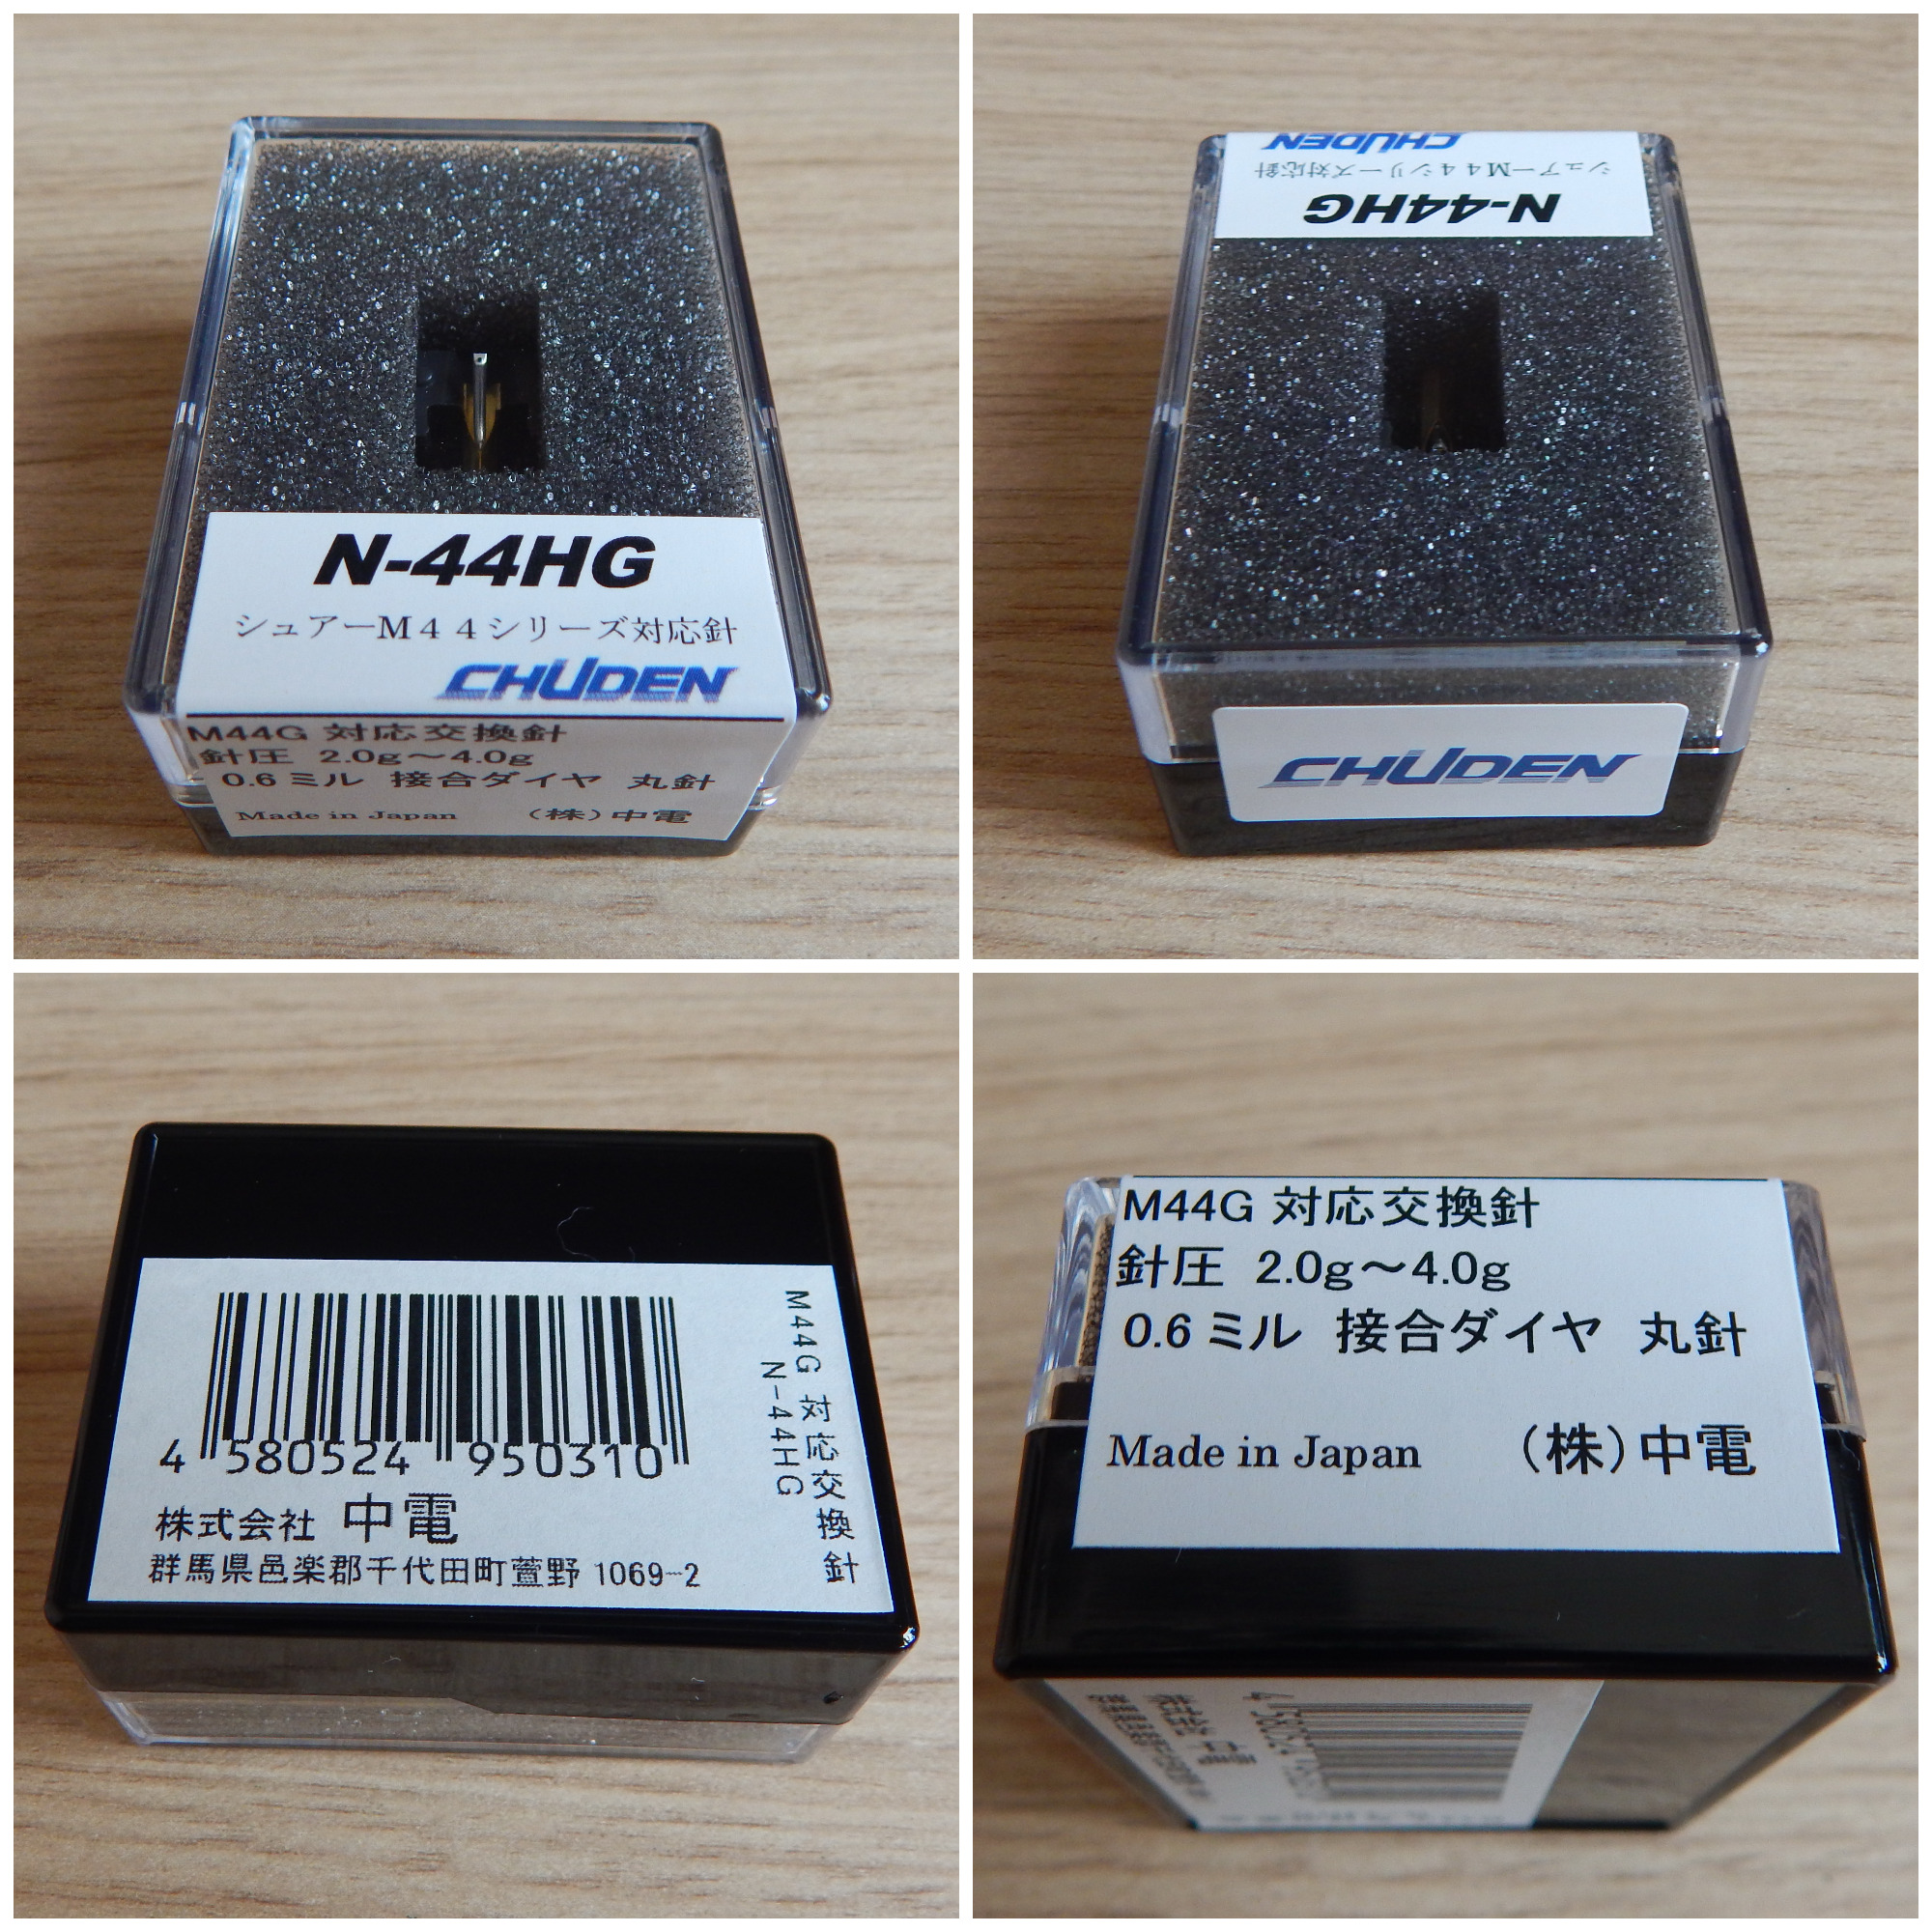 N-44HG
シュアーM44シリーズ対応針
CHUDEN
M44G 対応交換針
針圧 2.0g～4.0g
0.6ミル 接合ダイヤ 丸針
Made in Japan (株)中電
CHUDEN
シュアーM44シリーズ対応針
N-44HG
CHUDEN
4 580524 950310
株式会社 中電
群馬県邑楽郡千代田町萱野 1069-2
M44G 対応交換針
N-44HG
M44G 対応交換針
針圧 2.0g～4.0g
0.6ミル 接合ダイヤ 丸針
Made in Japan (株)中電